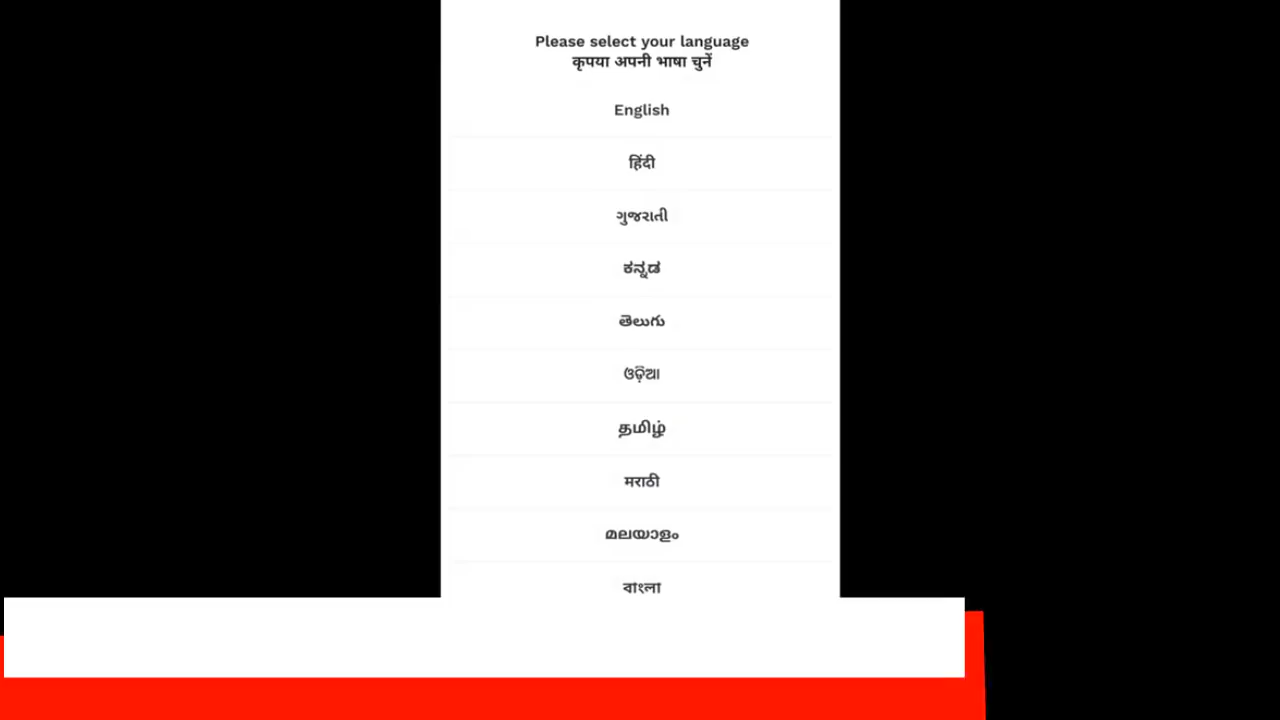 Please select your language
कृपया अपनी भाषा चुनें
English
हिंदी
ગુજરાતી
ಕನ್ನಡ
తెలుగు
ଓଡ଼ିଆ
தமிழ்
मराठी
മലയാളം
বাংলা